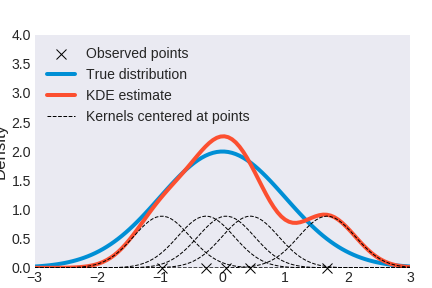 4.0
3.5
3.0
2.5
2.0
1.5
1.0
0.5
0.0
Density
Observed points
True distribution
KDE estimate
Kernels centered at points
−3 −2 −1 0 1 2 3